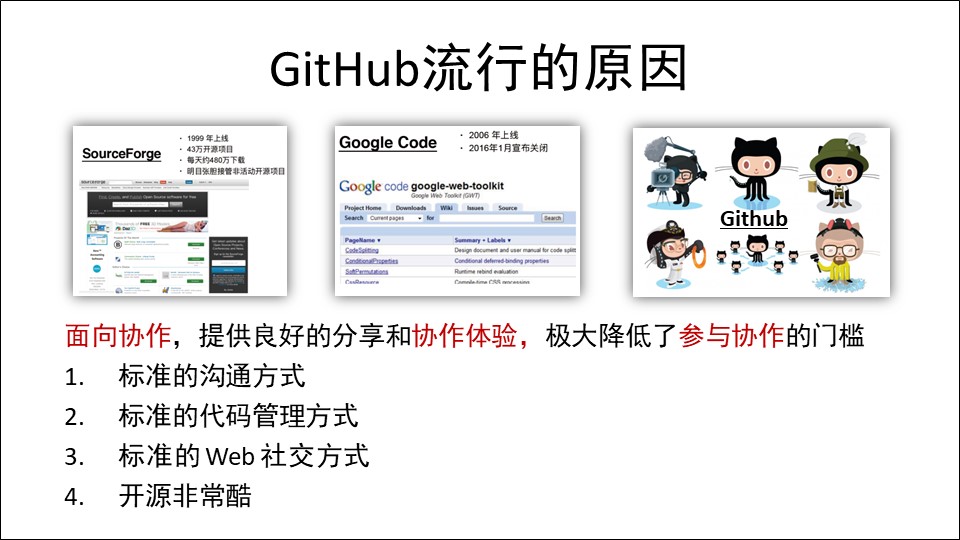 GitHub流行的原因
SourceForge
• 1999 年上线
• 43万开源项目
• 每天约480万下载
• 明目张胆接管非活动开源项目
Google Code
• 2006 年上线
• 2016年1月宣布关闭
Google code google-web-toolkit
Google Web Toolkit (GWT)
Project Home Downloads Wiki Issues Source
Search Current pages for Search
PageName ▼ Summary + Labels ▼
CodeSplitting Design document and user manual for code splitt
ConditionalProperties Conditional deferred-binding properties
SoftPermutations Runtime rebind evaluation
CssResource Compile-time CSS processing
Github
面向协作，提供良好的分享和协作体验，极大降低了参与协作的门槛
1. 标准的沟通方式
2. 标准的代码管理方式
3. 标准的 Web 社交方式
4. 开源非常酷